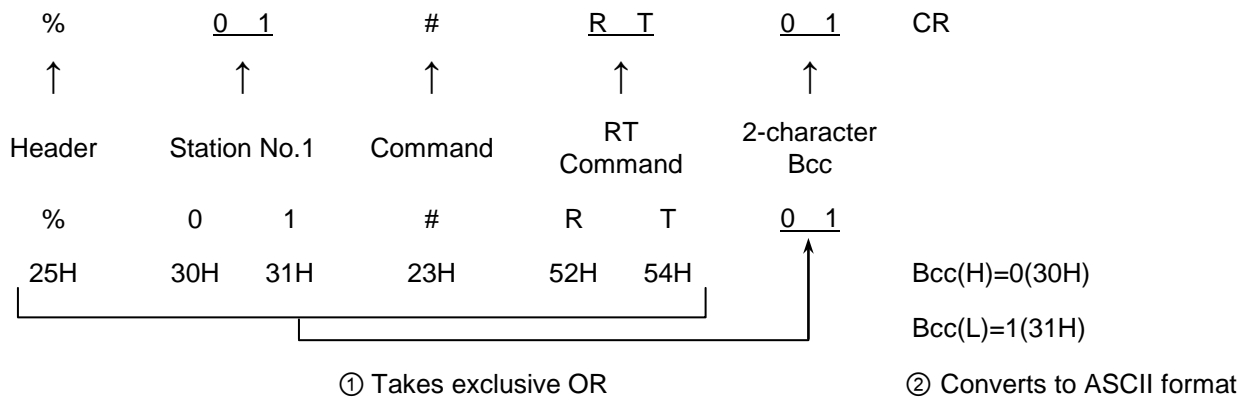 % 0 1 # R T 0 1 CR
↑ ↑ ↑ ↑ ↑
Header Station No.1 Command RT Command 2-character Bcc
% 0 1 # R T 0 1
25H 30H 31H 23H 52H 54H Bcc(H)=0(30H)
Bcc(L)=1(31H)
① Takes exclusive OR ② Converts to ASCII format